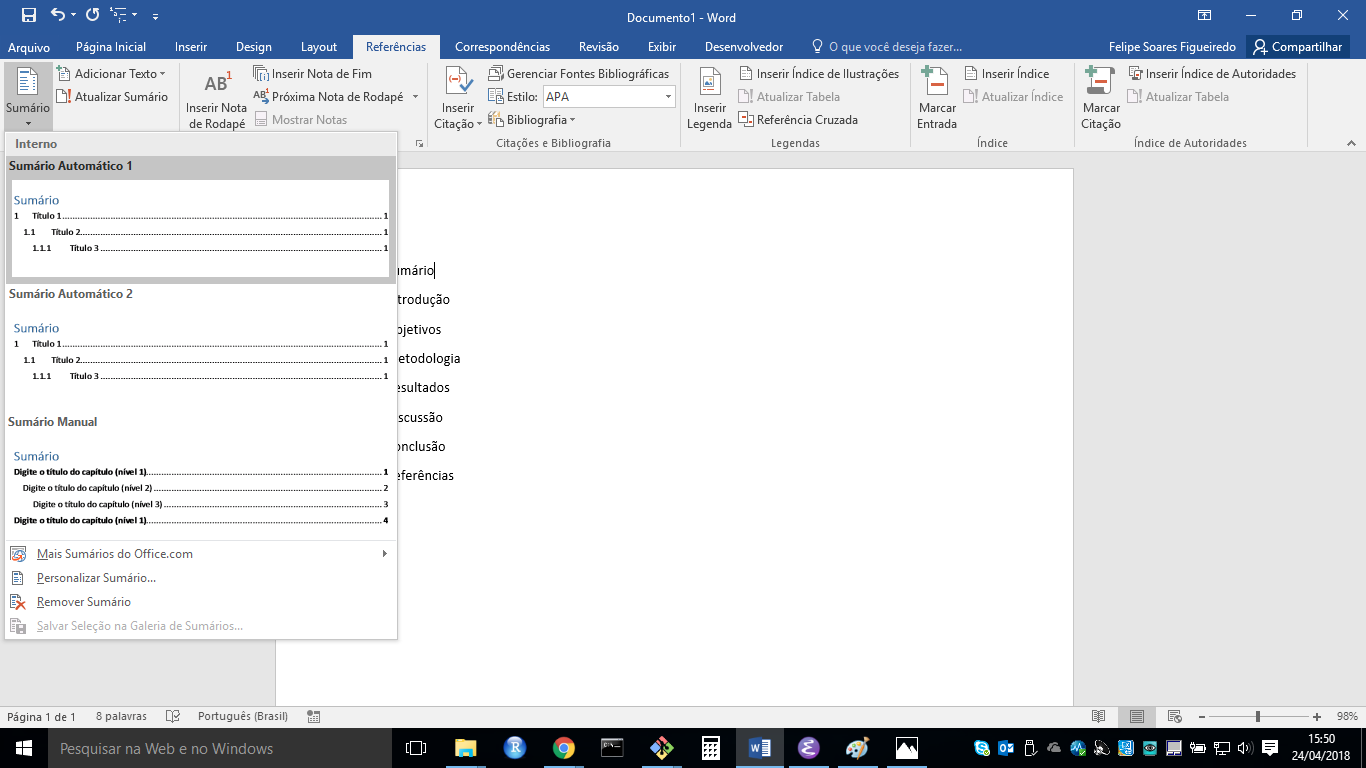 Documento1 - Word
Arquivo Página Inicial Inserir Design Layout Referências Correspondências Revisão Exibir Desenvolvedor O que você deseja fazer... Felipe Soares Figueiredo Compartilhar
Sumário
Adicionar Texto
Atualizar Sumário
AB1
Inserir Nota
de Rodapé
Inserir Nota de Fim
Próxima Nota de Rodapé
Mostrar Notas
Inserir
Citação
Gerenciar Fontes Bibliográficas
Estilo: APA
Bibliografia
Citações e Bibliografia
Inserir
Legenda
Inserir Índice de Ilustrações
Atualizar Tabela
Referência Cruzada
Legendas
Marcar
Entrada
Inserir Índice
Atualizar Índice
Índice
Marcar
Citação
Inserir Índice de Autoridades
Atualizar Tabela
Índice de Autoridades
Interno
Sumário Automático 1
Sumário
1 Título 1 1
1.1 Título 2 1
1.1.1 Título 3 1
Sumário Automático 2
Sumário
1 Título 1 1
1.1 Título 2 1
1.1.1 Título 3 1
Sumário Manual
Sumário
Digite o título do capítulo (nível 1) 1
Digite o título do capítulo (nível 2) 2
Digite o título do capítulo (nível 3) 3
Digite o título do capítulo (nível 1) 4
Mais Sumários do Office.com
Personalizar Sumário...
Remover Sumário
Salvar Seleção na Galeria de Sumários...
umário
trodução
jetivos
etodologia
esultados
scussão
onclusão
eferências
Página 1 de 1 8 palavras Português (Brasil) 98%
Pesquisar na Web e no Windows
15:50
24/04/2018